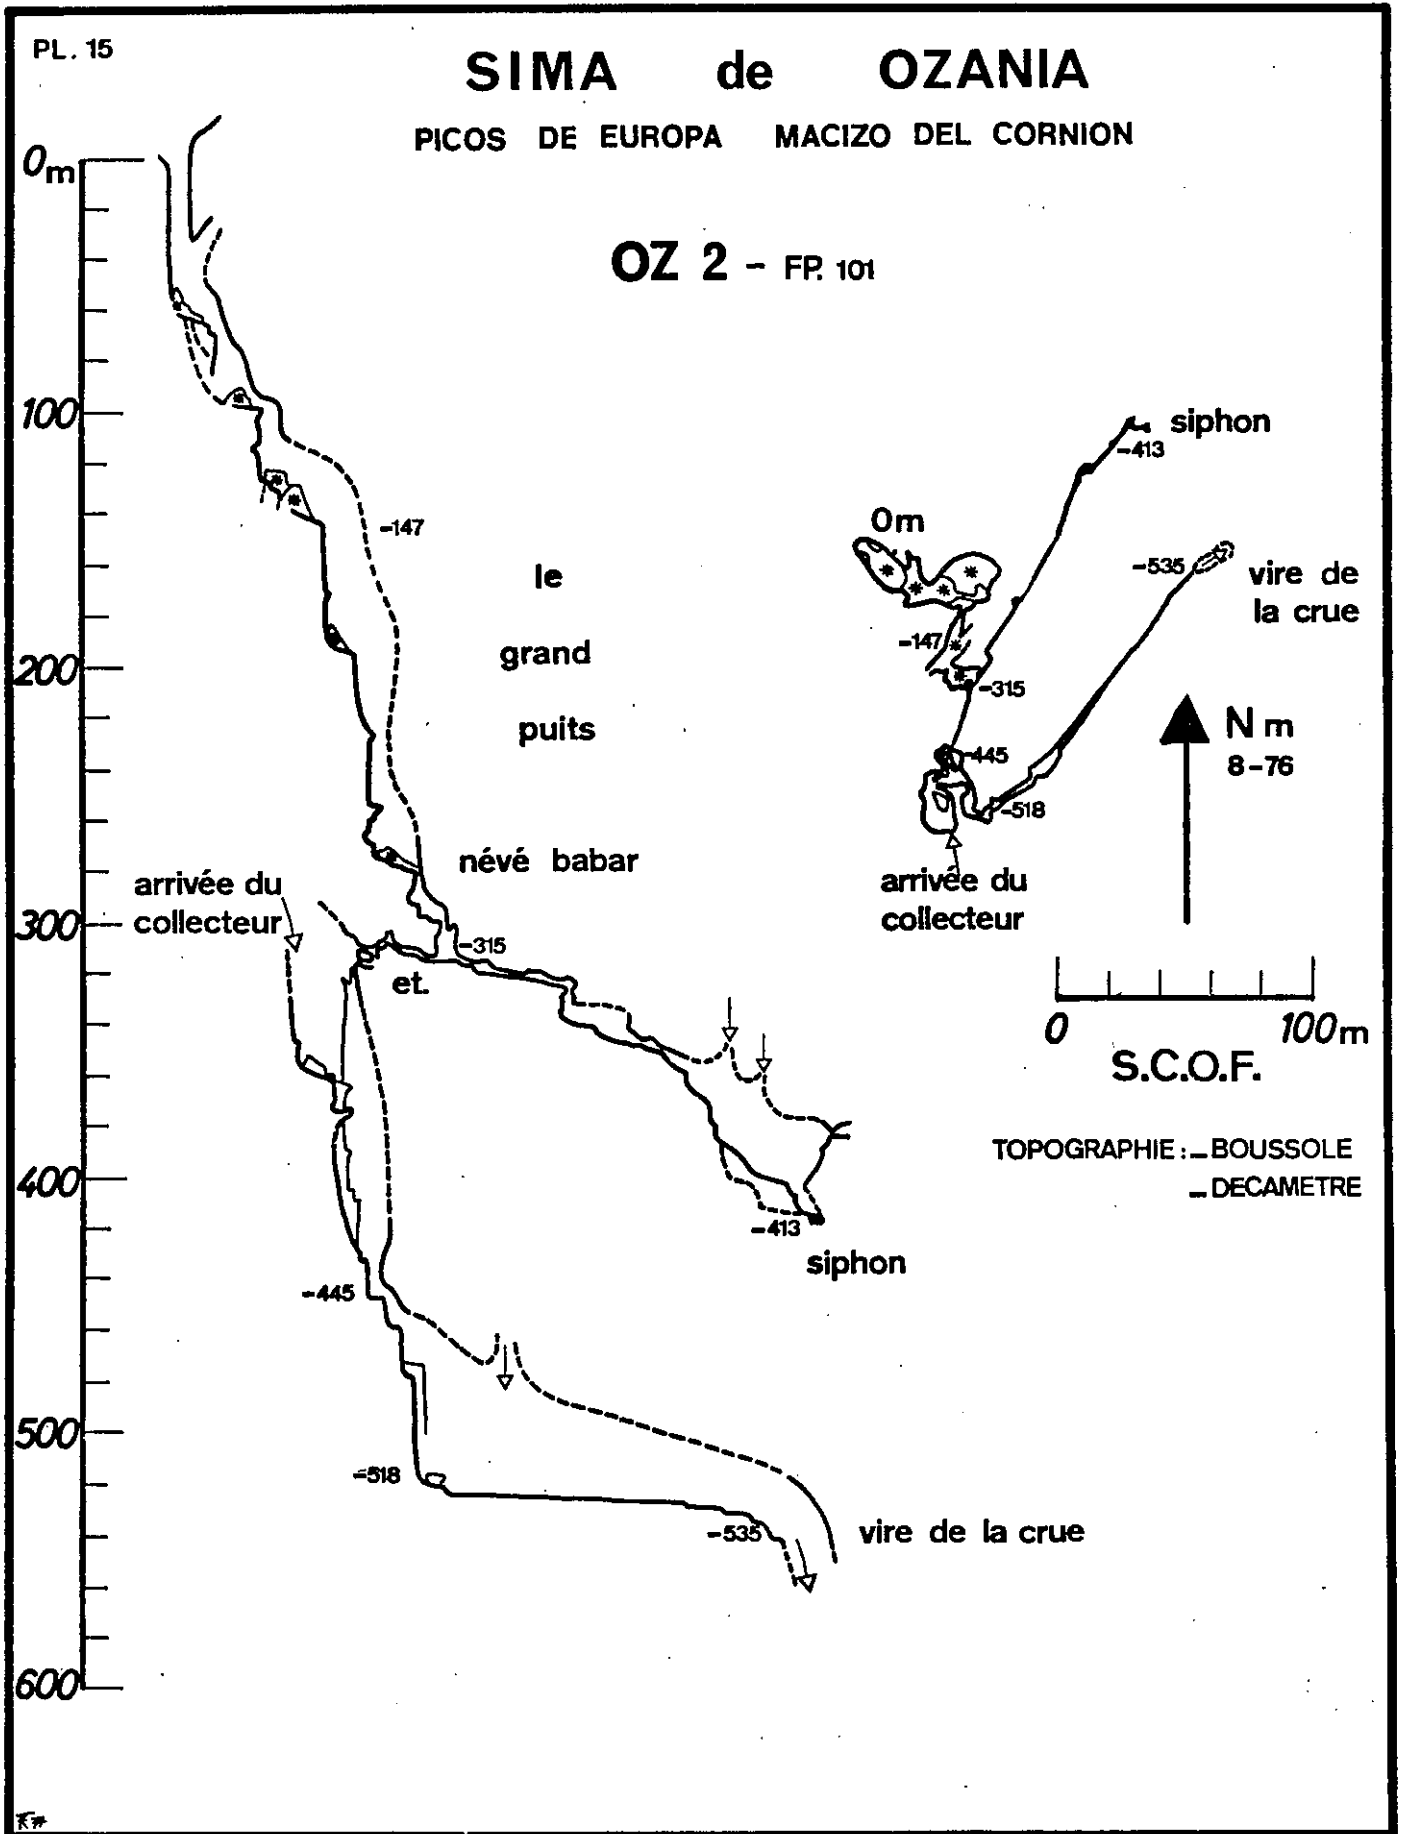 PL. 15
SIMA de OZANIA
PICOS DE EUROPA MACIZO DEL CORNION
OZ 2 - FP. 101
0m
100
200
300
400
500
600
-147
le
grand
puits
névé babar
arrivée du
collecteur
-315
et.
-413
siphon
-445
-518
-535
vire de la crue
siphon
-413
0m
-535
vire de
la crue
-147
-315
-445
-518
arrivée du
collecteur
N m
8-76
0 100m
S.C.O.F.
TOPOGRAPHIE : - BOUSSOLE
- DECAMETRE